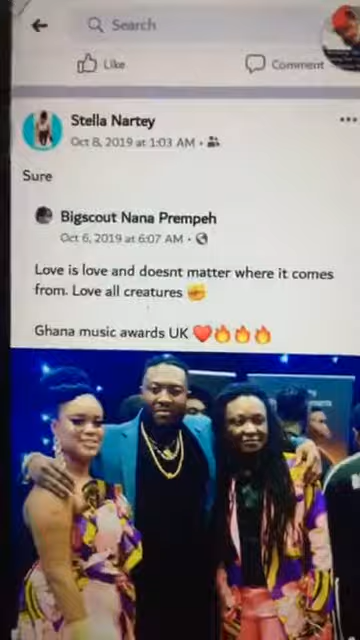 Search
Like
Comment
Stella Nartey
Oct 8, 2019 at 1:03 AM
Sure
Bigscout Nana Prempeh
Oct 6, 2019 at 6:07 AM
Love is love and doesnt matter where it comes
from. Love all creatures ✊
Ghana music awards UK ❤️🔥🔥🔥